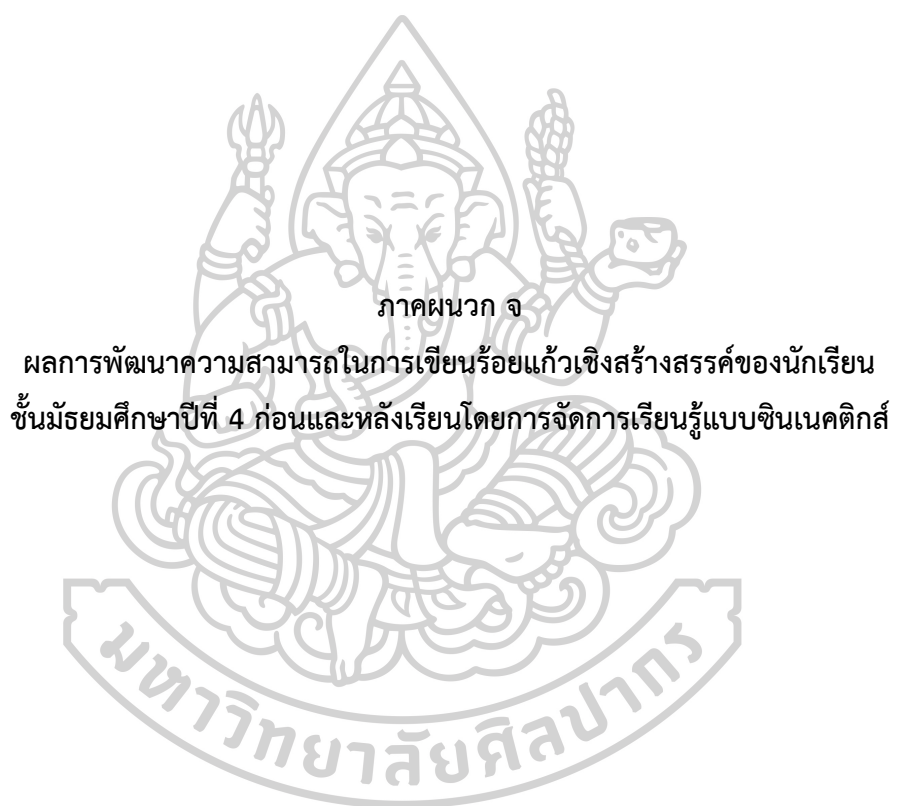 ภาคผนวก จ
ผลการพัฒนาความสามารถในการเขียนร้อยแก้วเชิงสร้างสรรค์ของนักเรียน
ชั้นมัธยมศึกษาปีที่ 4 ก่อนและหลังเรียนโดยการจัดการเรียนรู้แบบซินเนคติกส์
มหาวิทยาลัยศิลปากร